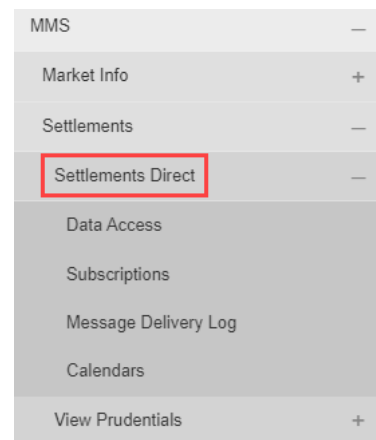 MMS
Market Info
Settlements
Settlements Direct
Data Access
Subscriptions
Message Delivery Log
Calendars
View Prudentials